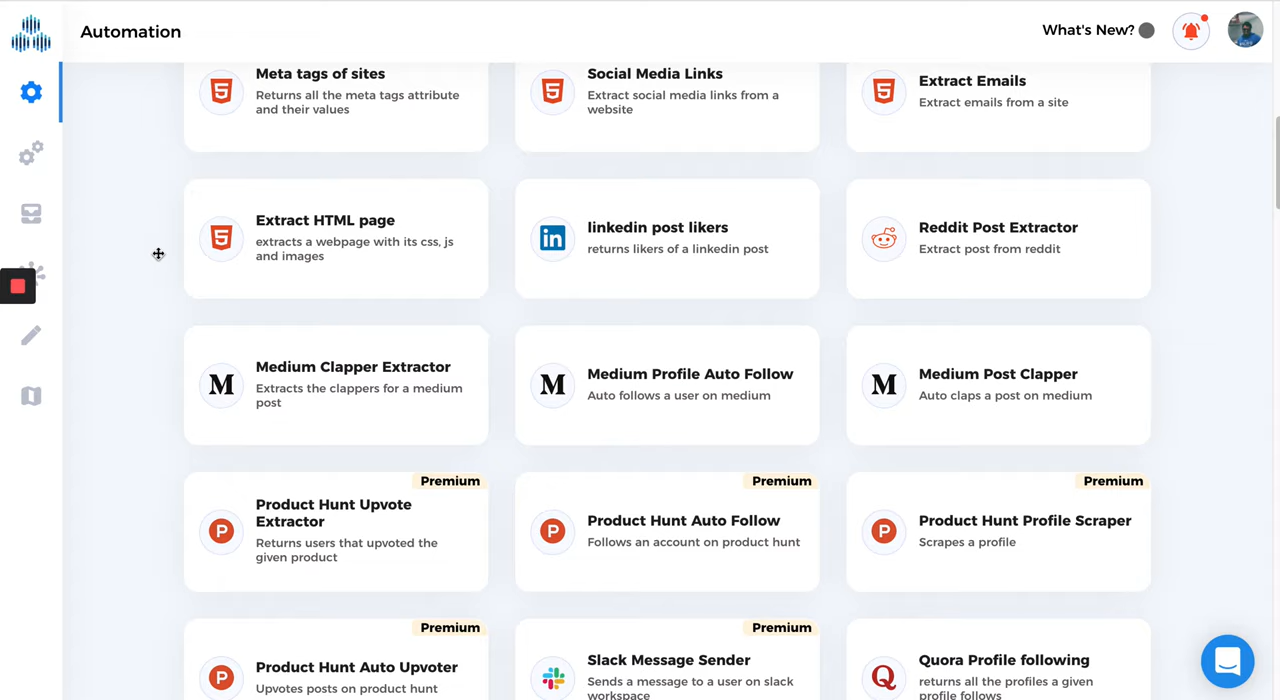 Automation
What's New?
Meta tags of sites
Returns all the meta tags attribute
and their values
Social Media Links
Extract social media links from a
website
Extract Emails
Extract emails from a site
Extract HTML page
extracts a webpage with its css, js
and images
linkedin post likers
returns likers of a linkedin post
Reddit Post Extractor
Extract post from reddit
Medium Clapper Extractor
Extracts the clappers for a medium
post
Medium Profile Auto Follow
Auto follows a user on medium
Medium Post Clapper
Auto claps a post on medium
Premium
Product Hunt Upvote
Extractor
Returns users that upvoted the
given product
Premium
Product Hunt Auto Follow
Follows an account on product hunt
Premium
Product Hunt Profile Scraper
Scrapes a profile
Premium
Product Hunt Auto Upvoter
Upvotes posts on product hunt
Premium
Slack Message Sender
Sends a message to a user on slack
workspace
Quora Profile following
returns all the profiles a given
profile follows